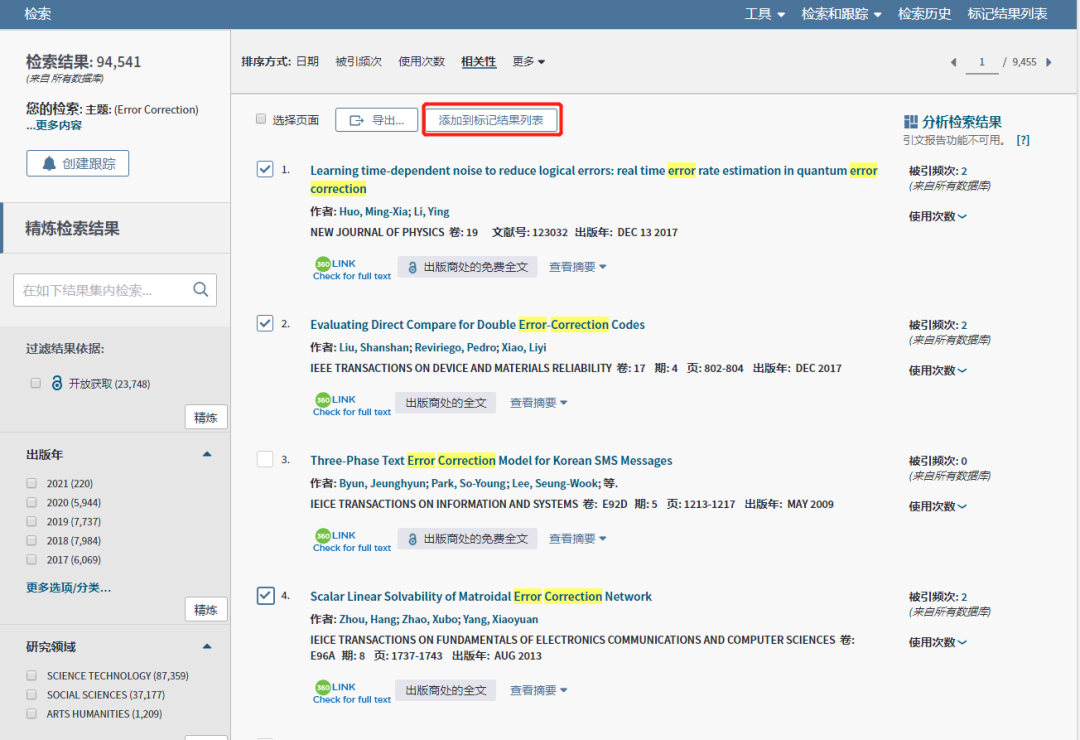 检索
工具 检索和跟踪 检索历史 标记结果列表
检索结果: 94,541
(来自 所有数据库)
您的检索: 主题: (Error Correction)
...更多内容
创建跟踪
精炼检索结果
在如下结果集内检索...
过滤结果依据:
开放获取 (23,748)
精炼
出版年
2021 (220)
2020 (5,944)
2019 (7,737)
2018 (7,984)
2017 (6,069)
更多选项/分类...
精炼
研究领域
SCIENCE TECHNOLOGY (87,359)
SOCIAL SCIENCES (37,177)
ARTS HUMANITIES (1,209)
排序方式: 日期 被引频次 使用次数 相关性 更多
1 / 9,455
选择页面 导出... 添加到标记结果列表
分析检索结果
引文报告功能不可用。 [?]
1. Learning time-dependent noise to reduce logical errors: real time error rate estimation in quantum error
correction
作者: Huo, Ming-Xia; Li, Ying
NEW JOURNAL OF PHYSICS 卷: 19 文献号: 123032 出版年: DEC 13 2017
360 LINK
Check for full text
出版商处的免费全文 查看摘要
被引频次: 2
(来自所有数据库)
使用次数
2. Evaluating Direct Compare for Double Error-Correction Codes
作者: Liu, Shanshan; Reviriego, Pedro; Xiao, Liyi
IEEE TRANSACTIONS ON DEVICE AND MATERIALS RELIABILITY 卷: 17 期: 4 页: 802-804 出版年: DEC 2017
360 LINK
Check for full text
出版商处的全文 查看摘要
被引频次: 2
(来自所有数据库)
使用次数
3. Three-Phase Text Error Correction Model for Korean SMS Messages
作者: Byun, Jeunghyun; Park, So-Young; Lee, Seung-Wook; 等.
IEICE TRANSACTIONS ON INFORMATION AND SYSTEMS 卷: E92D 期: 5 页: 1213-1217 出版年: MAY 2009
360 LINK
Check for full text
出版商处的免费全文 查看摘要
被引频次: 0
(来自所有数据库)
使用次数
4. Scalar Linear Solvability of Matroidal Error Correction Network
作者: Zhou, Hang; Zhao, Xubo; Yang, Xiaoyuan
IEICE TRANSACTIONS ON FUNDAMENTALS OF ELECTRONICS COMMUNICATIONS AND COMPUTER SCIENCES 卷:
E96A 期: 8 页: 1737-1743 出版年: AUG 2013
360 LINK
Check for full text
出版商处的全文 查看摘要
被引频次: 2
(来自所有数据库)
使用次数